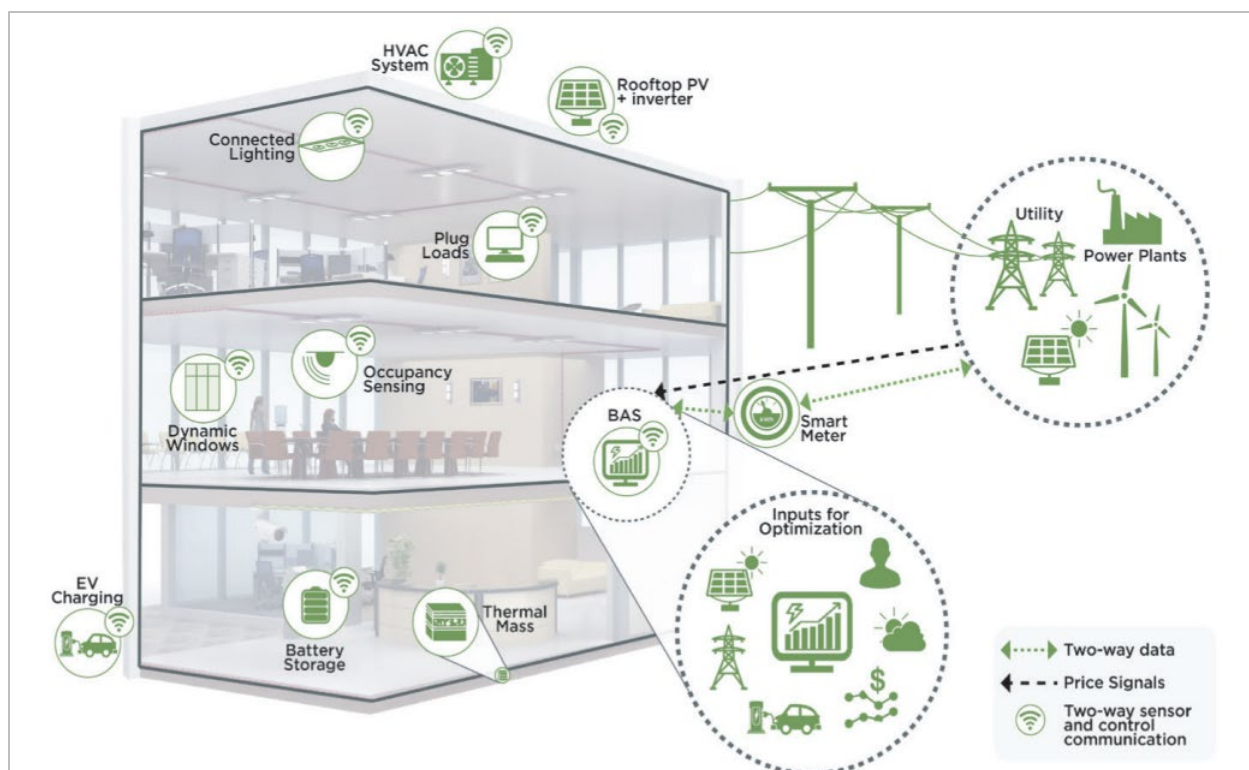 HVAC
System
Rooftop PV
+ inverter
Connected
Lighting
Plug
Loads
Utility
Power Plants
Occupancy
Sensing
Dynamic
Windows
BAS
Smart
Meter
Inputs for
Optimization
EV
Charging
Battery
Storage
Thermal
Mass
$
Two-way data
Price Signals
Two-way sensor
and control
communication